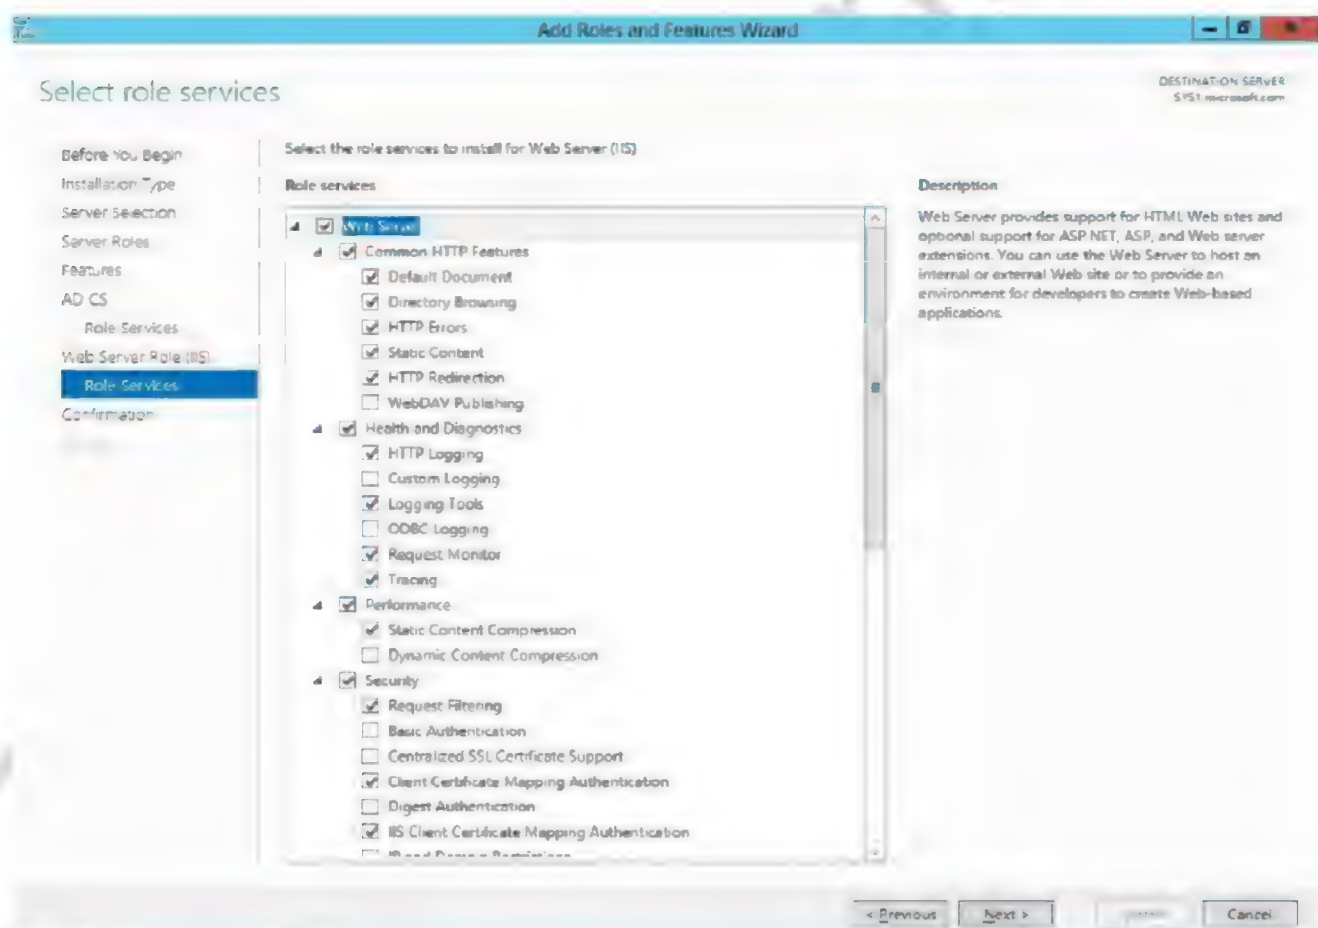 Add Roles and Features Wizard
Select role services
DESTINATION SERVER
SYS1.microsoft.com
Before You Begin
Installation Type
Server Selection
Server Roles
Features
AD CS
Role Services
Web Server Role (IIS)
Role Services
Confirmation
Select the role services to install for Web Server (IIS)
Role services
Web Server
Common HTTP Features
Default Document
Directory Browsing
HTTP Errors
Static Content
HTTP Redirection
WebDAV Publishing
Health and Diagnostics
HTTP Logging
Custom Logging
Logging Tools
ODBC Logging
Request Monitor
Tracing
Performance
Static Content Compression
Dynamic Content Compression
Security
Request Filtering
Basic Authentication
Centralized SSL Certificate Support
Client Certificate Mapping Authentication
Digest Authentication
IIS Client Certificate Mapping Authentication
IP and Domain Restrictions
Description
Web Server provides support for HTML Web sites and
optional support for ASP.NET, ASP, and Web server
extensions. You can use the Web Server to host an
internal or external Web site or to provide an
environment for developers to create Web-based
applications.
< Previous
Next >
Cancel